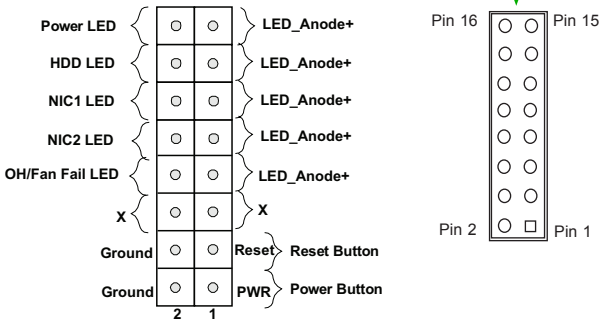 Power LED LED_Anode+ Pin 16 Pin 15
HDD LED LED_Anode+
NIC1 LED LED_Anode+
NIC2 LED LED_Anode+
OH/Fan Fail LED LED_Anode+
X X
Pin 2 Pin 1
Ground Reset Reset Button
Ground PWR Power Button
2 1